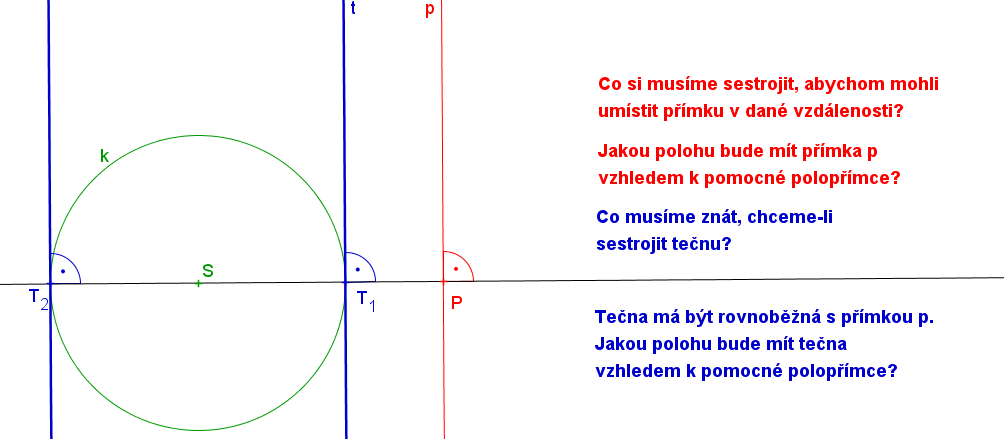 t
p
Co si musíme sestrojit, abychom mohli
umístit přímku v dané vzdálenosti?
k
Jakou polohu bude mít přímka p
vzhledem k pomocné polopřímce?
Co musíme znát, chceme-li
sestrojit tečnu?
S
T2
T1
P
Tečna má být rovnoběžná s přímkou p.
Jakou polohu bude mít tečna
vzhledem k pomocné polopřímce?